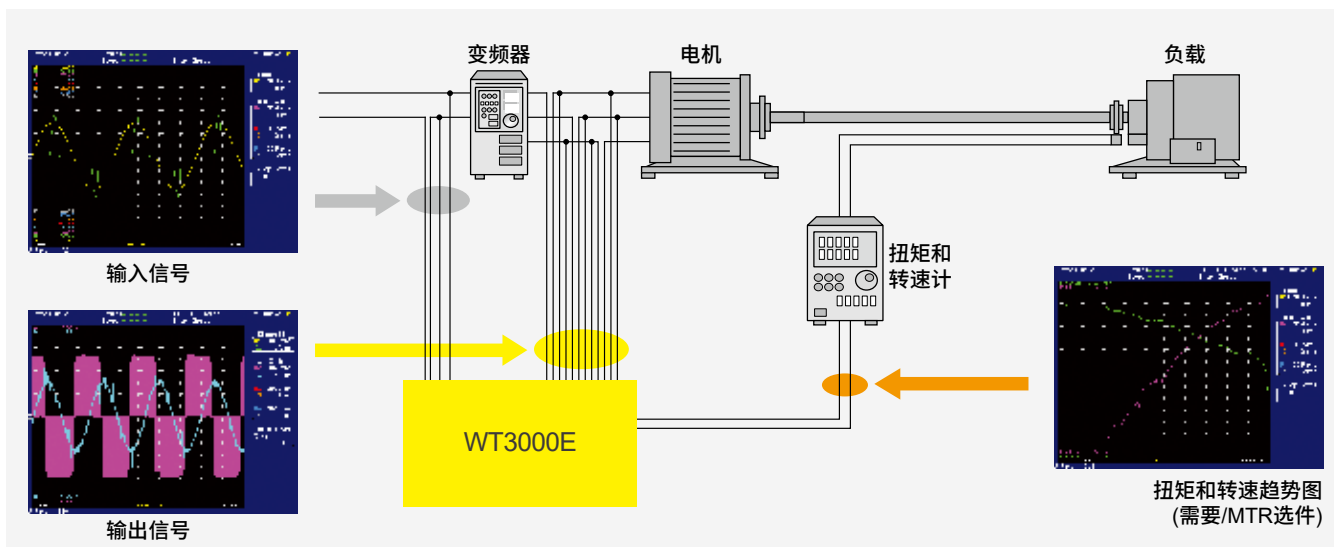 变频器
电机
负载
输入信号
扭矩和
转速计
WT3000E
输出信号
扭矩和转速趋势图
(需要/MTR选件)